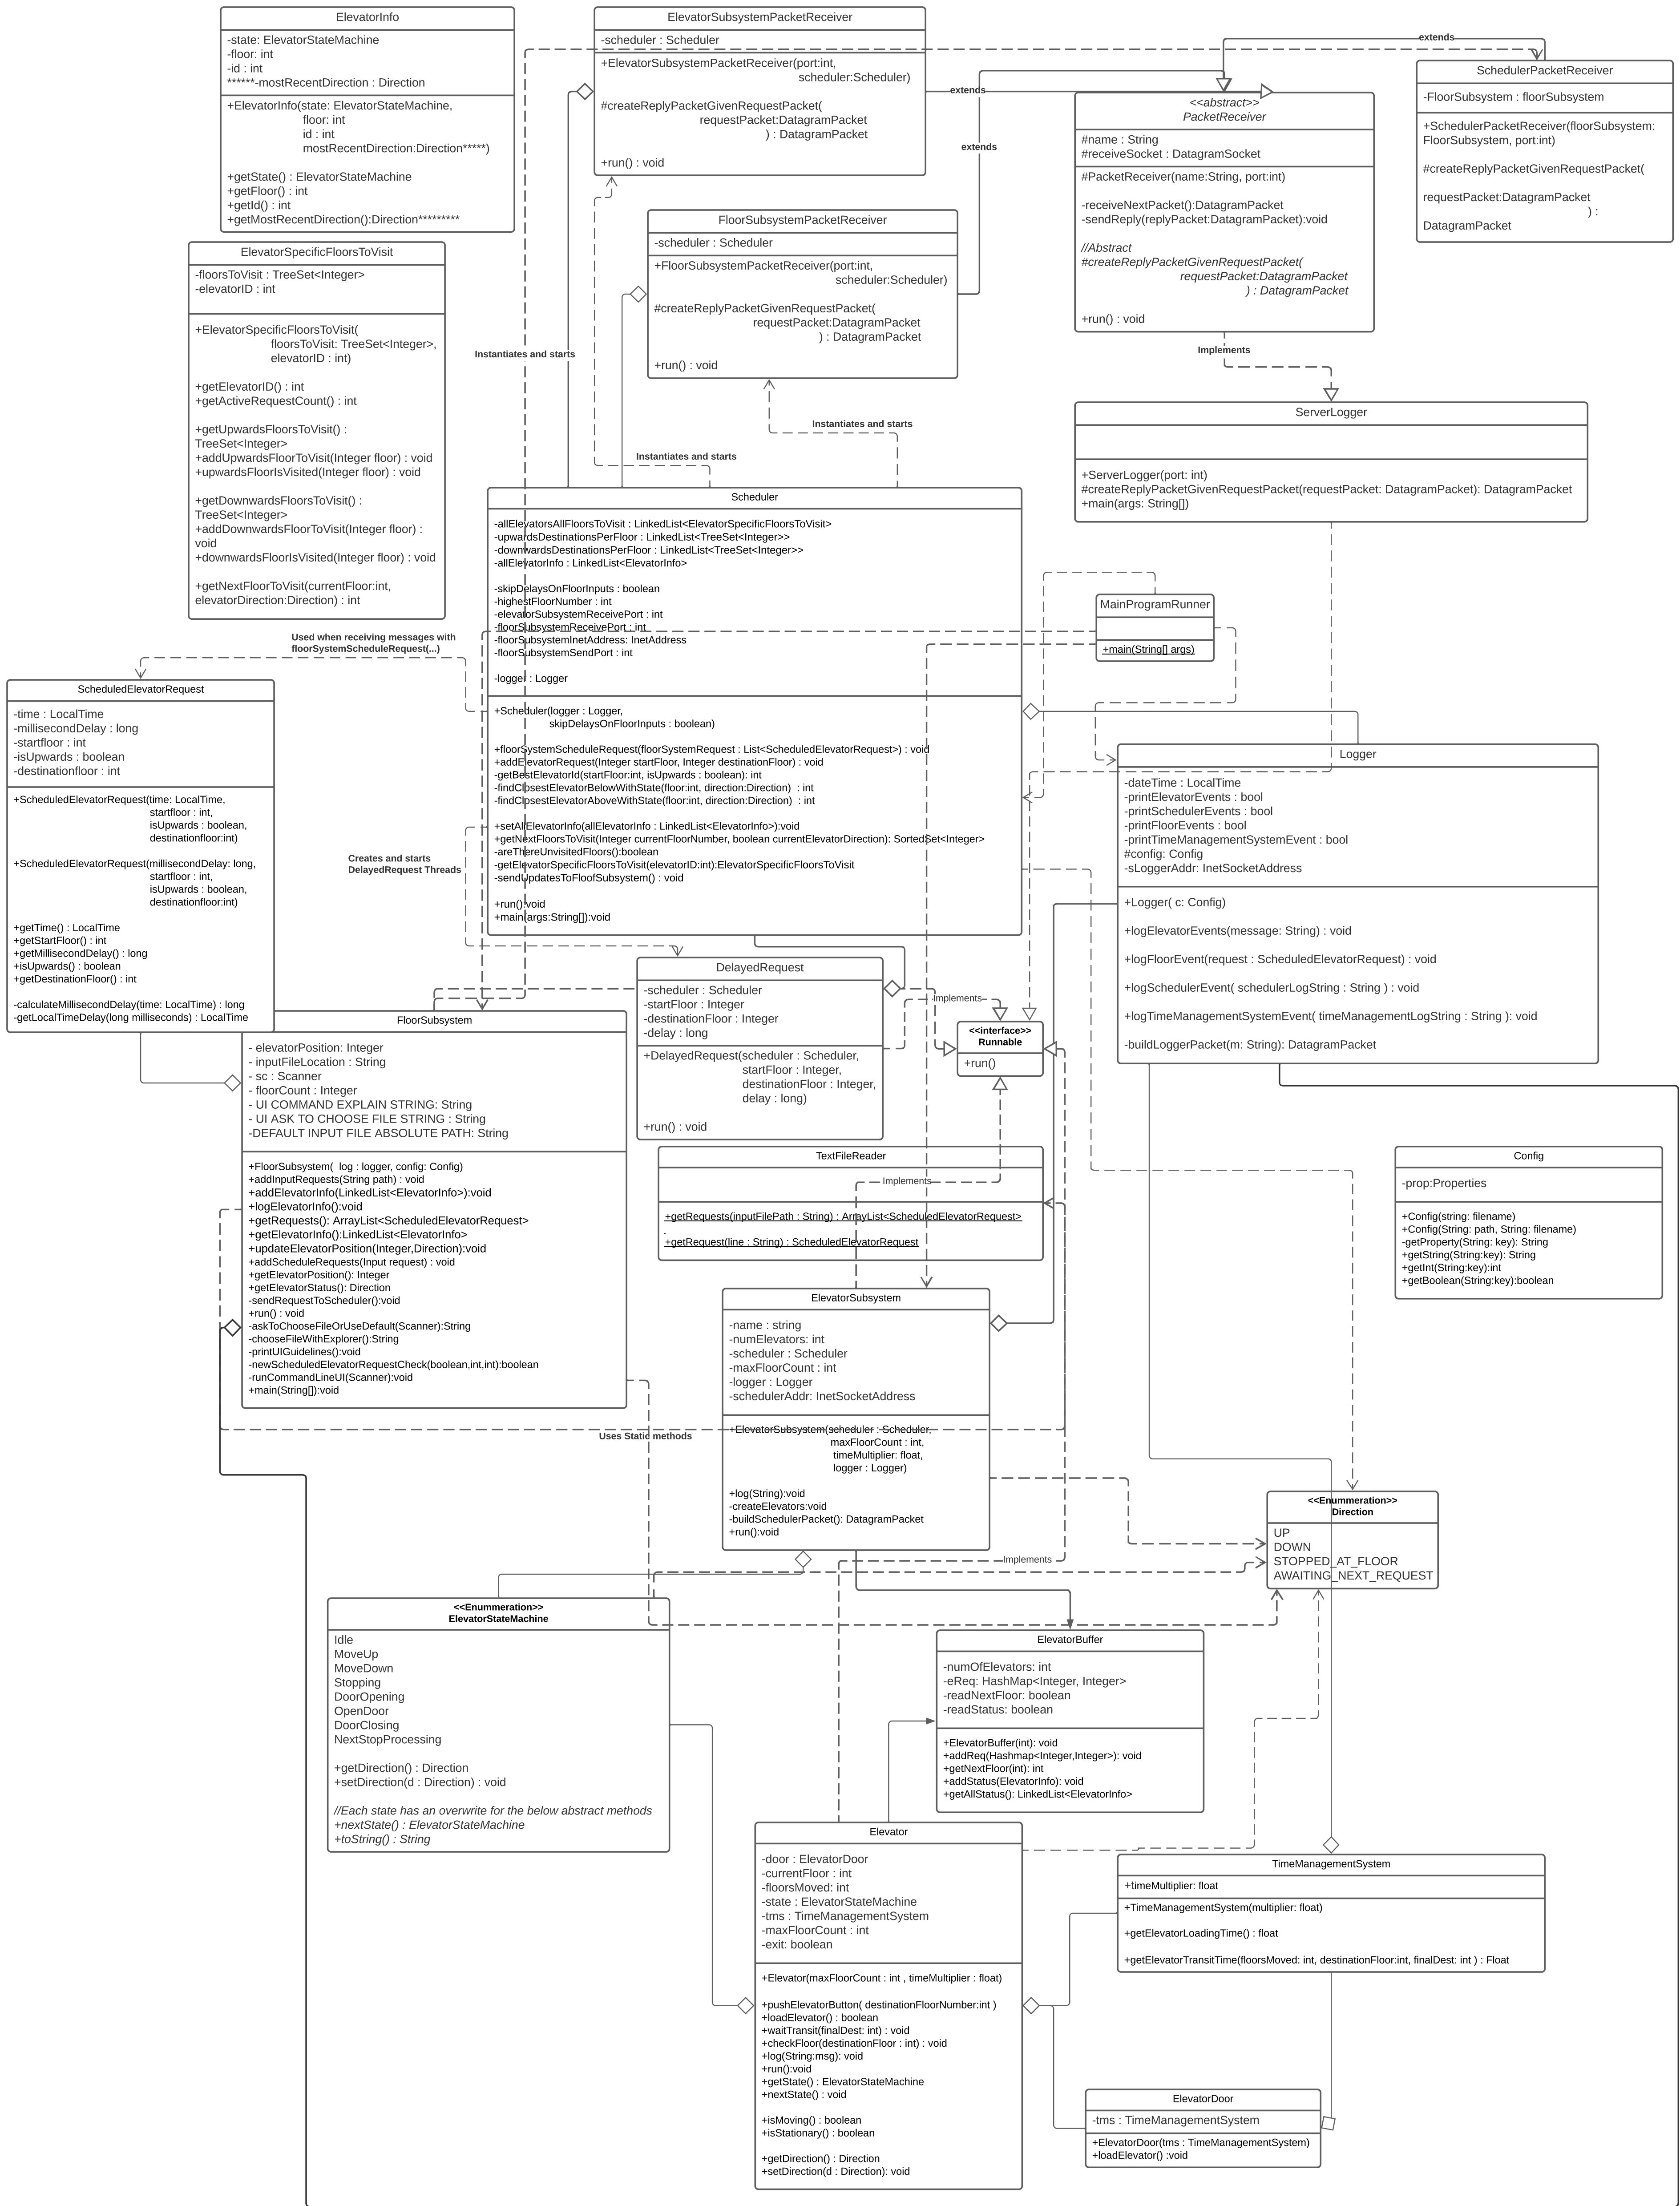 ElevatorInfo
-state: ElevatorStateMachine
-floor: int
-id : int
******-mostRecentDirection : Direction
+ElevatorInfo(state: ElevatorStateMachine,
floor: int
id : int
mostRecentDirection:Direction*****)
+getState() : ElevatorStateMachine
+getFloor() : int
+getId() : int
+getMostRecentDirection():Direction*********
ElevatorSubsystemPacketReceiver
-scheduler : Scheduler
+ElevatorSubsystemPacketReceiver(port:int,
scheduler:Scheduler)
#createReplyPacketGivenRequestPacket(
requestPacket:DatagramPacket
) : DatagramPacket
+run() : void
extends
extends
extends
SchedulerPacketReceiver
-FloorSubsystem : floorSubsystem
+SchedulerPacketReceiver(floorSubsystem:
FloorSubsystem, port:int)
#createReplyPacketGivenRequestPacket(
requestPacket:DatagramPacket
) :
DatagramPacket
<<abstract>>
PacketReceiver
#name : String
#receiveSocket : DatagramSocket
#PacketReceiver(name:String, port:int)
-receiveNextPacket():DatagramPacket
-sendReply(replyPacket:DatagramPacket):void
//Abstract
#createReplyPacketGivenRequestPacket(
requestPacket:DatagramPacket
) : DatagramPacket
+run() : void
FloorSubsystemPacketReceiver
-scheduler : Scheduler
+FloorSubsystemPacketReceiver(port:int,
scheduler:Scheduler)
#createReplyPacketGivenRequestPacket(
requestPacket:DatagramPacket
) : DatagramPacket
+run() : void
ElevatorSpecificFloorsToVisit
-floorsToVisit : TreeSet<Integer>
-elevatorID : int
+ElevatorSpecificFloorsToVisit(
floorsToVisit: TreeSet<Integer>,
elevatorID : int)
+getElevatorID() : int
+getActiveRequestCount() : int
+getUpwardsFloorsToVisit() :
TreeSet<Integer>
+addUpwardsFloorToVisit(Integer floor) : void
+upwardsFloorIsVisited(Integer floor) : void
+getDownwardsFloorsToVisit() :
TreeSet<Integer>
+addDownwardsFloorToVisit(Integer floor) :
void
+downwardsFloorIsVisited(Integer floor) : void
+getNextFloorToVisit(currentFloor:int,
elevatorDirection:Direction) : int
Instantiates and starts
Instantiates and starts
Instantiates and starts
Implements
ServerLogger
+ServerLogger(port: int)
#createReplyPacketGivenRequestPacket(requestPacket: DatagramPacket): DatagramPacket
+main(args: String[])
Scheduler
-allElevatorsAllFloorsToVisit : LinkedList<ElevatorSpecificFloorsToVisit>
-upwardsDestinationsPerFloor : LinkedList<TreeSet<Integer>>
-downwardsDestinationsPerFloor : LinkedList<TreeSet<Integer>>
-allElevatorInfo : LinkedList<ElevatorInfo>
-skipDelaysOnFloorInputs : boolean
-highestFloorNumber : int
-elevatorSubsystemReceivePort : int
-floorSubsystemReceivePort : int
-floorSubsystemInetAddress: InetAddress
-floorSubsystemSendPort : int
-logger : Logger
+Scheduler(logger : Logger,
skipDelaysOnFloorInputs : boolean)
+floorSystemScheduleRequest(floorSystemRequest : List<ScheduledElevatorRequest>) : void
+addElevatorRequest(Integer startFloor, Integer destinationFloor) : void
-getBestElevatorId(startFloor:int, isUpwards : boolean): int
-findClosestElevatorBelowWithState(floor:int, direction:Direction) : int
-findClosestElevatorAboveWithState(floor:int, direction:Direction) : int
+setAllElevatorInfo(allElevatorInfo : LinkedList<ElevatorInfo>):void
+getNextFloorsToVisit(Integer currentFloorNumber, boolean currentElevatorDirection): SortedSet<Integer>
-areThereUnvisitedFloors():boolean
-getElevatorSpecificFloorsToVisit(elevatorID:int):ElevatorSpecificFloorsToVisit
-sendUpdatesToFloofSubsystem() : void
+run():void
+main(args:String[]):void
MainProgramRunner
+main(String[] args)
Used when receiving messages with
floorSystemScheduleRequest(...)
ScheduledElevatorRequest
-time : LocalTime
-millisecondDelay : long
-startfloor : int
-isUpwards : boolean
-destinationfloor : int
+ScheduledElevatorRequest(time: LocalTime,
startfloor : int,
isUpwards : boolean,
destinationfloor:int)
+ScheduledElevatorRequest(millisecondDelay: long,
startfloor : int,
isUpwards : boolean,
destinationfloor:int)
+getTime() : LocalTime
+getStartFloor() : int
+getMillisecondDelay() : long
+isUpwards() : boolean
+getDestinationFloor() : int
-calculateMillisecondDelay(time: LocalTime) : long
-getLocalTimeDelay(long milliseconds) : LocalTime
Creates and starts
DelayedRequest Threads
Logger
-dateTime : LocalTime
-printElevatorEvents : bool
-printSchedulerEvents : bool
-printFloorEvents : bool
-printTimeManagementSystemEvent : bool
#config: Config
-sLoggerAddr: InetSocketAddress
+Logger( c: Config)
+logElevatorEvents(message: String) : void
+logFloorEvent(request : ScheduledElevatorRequest) : void
+logSchedulerEvent( schedulerLogString : String ) : void
+logTimeManagementSystemEvent( timeManagementLogString : String ): void
-buildLoggerPacket(m: String): DatagramPacket
DelayedRequest
-scheduler : Scheduler
-startFloor : Integer
-destinationFloor : Integer
-delay : long
+DelayedRequest(scheduler : Scheduler,
startFloor : Integer,
destinationFloor : Integer,
delay : long)
+run() : void
Implements
<<interface>>
Runnable
+run()
FloorSubsystem
- elevatorPosition: Integer
- inputFileLocation : String
- sc : Scanner
- floorCount : Integer
- UI COMMAND EXPLAIN STRING: String
- UI ASK TO CHOOSE FILE STRING : String
-DEFAULT INPUT FILE ABSOLUTE PATH: String
+FloorSubsystem( log : logger, config: Config)
+addInputRequests(String path) : void
+addElevatorInfo(LinkedList<ElevatorInfo>):void
+logElevatorInfo():void
+getRequests(): ArrayList<ScheduledElevatorRequest>
+getElevatorInfo():LinkedList<ElevatorInfo>
+updateElevatorPosition(Integer,Direction):void
+addScheduleRequests(Input request) : void
+getElevatorPosition(): Integer
+getElevatorStatus(): Direction
-sendRequestToScheduler():void
+run() : void
-askToChooseFileOrUseDefault(Scanner):String
-chooseFileWithExplorer():String
-printUIGuidelines():void
-newScheduledElevatorRequestCheck(boolean,int,int):boolean
-runCommandLineUI(Scanner):void
+main(String[]):void
TextFileReader
+getRequests(inputFilePath : String) : ArrayList<ScheduledElevatorRequest>
.
+getRequest(line : String) : ScheduledElevatorRequest
Implements
Config
-prop:Properties
+Config(string: filename)
+Config(String: path, String: filename)
-getProperty(String: key): String
+getString(String:key): String
+getInt(String:key):int
+getBoolean(String:key):boolean
ElevatorSubsystem
-name : string
-numElevators: int
-scheduler : Scheduler
-maxFloorCount : int
-logger : Logger
-schedulerAddr: InetSocketAddress
+ElevatorSubsystem(scheduler : Scheduler,
maxFloorCount : int,
timeMultiplier: float,
logger : Logger)
+log(String):void
-createElevators:void
-buildSchedulerPacket(): DatagramPacket
+run():void
Uses Static methods
<<Enummeration>>
Direction
UP
DOWN
STOPPED_AT_FLOOR
AWAITING_NEXT_REQUEST
Implements
<<Enummeration>>
ElevatorStateMachine
Idle
MoveUp
MoveDown
Stopping
DoorOpening
OpenDoor
DoorClosing
NextStopProcessing
+getDirection() : Direction
+setDirection(d : Direction) : void
//Each state has an overwrite for the below abstract methods
+nextState() : ElevatorStateMachine
+toString() : String
ElevatorBuffer
-numOfElevators: int
-eReq: HashMap<Integer, Integer>
-readNextFloor: boolean
-readStatus: boolean
+ElevatorBuffer(int): void
+addReq(Hashmap<Integer,Integer>): void
+getNextFloor(int): int
+addStatus(ElevatorInfo): void
+getAllStatus(): LinkedList<ElevatorInfo>
Elevator
-door : ElevatorDoor
-currentFloor : int
-floorsMoved: int
-state : ElevatorStateMachine
-tms : TimeManagementSystem
-maxFloorCount : int
-exit: boolean
+Elevator(maxFloorCount : int , timeMultiplier : float)
+pushElevatorButton( destinationFloorNumber:int )
+loadElevator() : boolean
+waitTransit(finalDest: int) : void
+checkFloor(destinationFloor : int) : void
+log(String:msg): void
+run():void
+getState() : ElevatorStateMachine
+nextState() : void
+isMoving() : boolean
+isStationary() : boolean
+getDirection() : Direction
+setDirection(d : Direction): void
TimeManagementSystem
+timeMultiplier: float
+TimeManagementSystem(multiplier: float)
+getElevatorLoadingTime() : float
+getElevatorTransitTime(floorsMoved: int, destinationFloor:int, finalDest: int ) : Float
ElevatorDoor
-tms : TimeManagementSystem
+ElevatorDoor(tms : TimeManagementSystem)
+loadElevator() :void